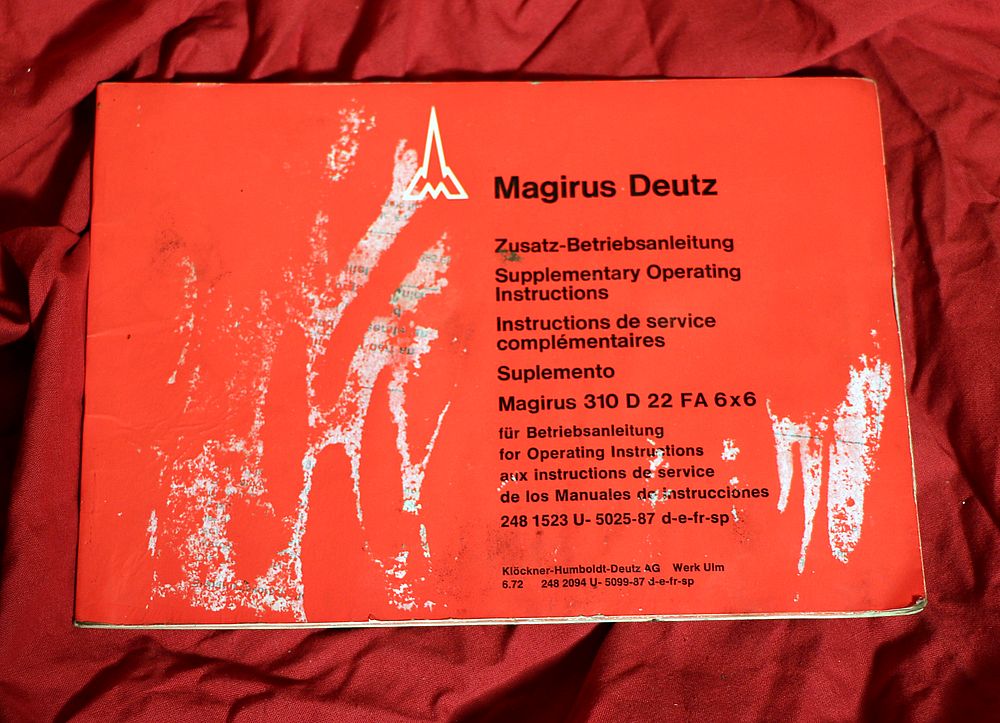 Magirus Deutz
Zusatz-Betriebsanleitung
Supplementary Operating
Instructions
Instructions de service
complémentaires
Suplemento
Magirus 310 D 22 FA 6x6
für Betriebsanleitung
for Operating Instructions
aux instructions de service
de los Manuales de instrucciones
248 1523 U- 5025-87 d-e-fr-sp
Klöckner-Humboldt-Deutz AG Werk Ulm
6.72 248 2094 U- 5099-87 d-e-fr-sp